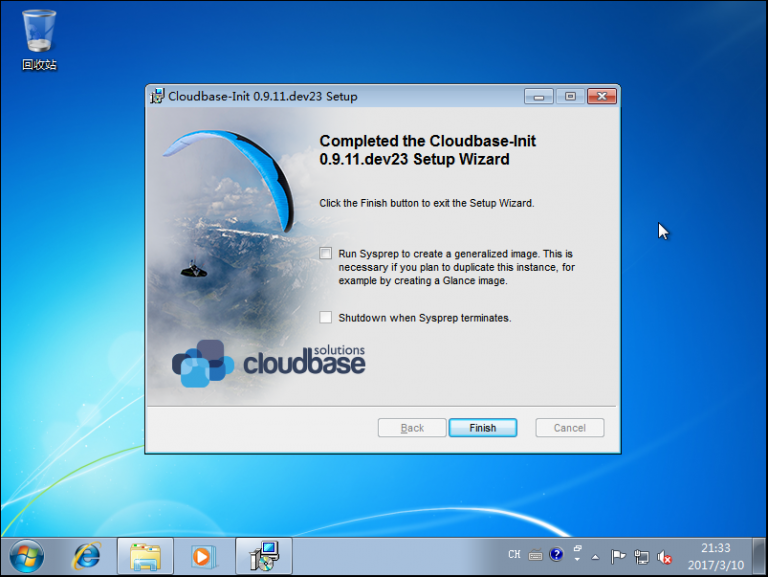 回收站
Cloudbase-Init 0.9.11.dev23 Setup
Completed the Cloudbase-Init
0.9.11.dev23 Setup Wizard
Click the Finish button to exit the Setup Wizard.
Run Sysprep to create a generalized image. This is
necessary if you plan to duplicate this instance, for
example by creating a Glance image.
Shutdown when Sysprep terminates.
solutions
cloudbase
Back
Finish
Cancel
CH
21:33
2017/3/10